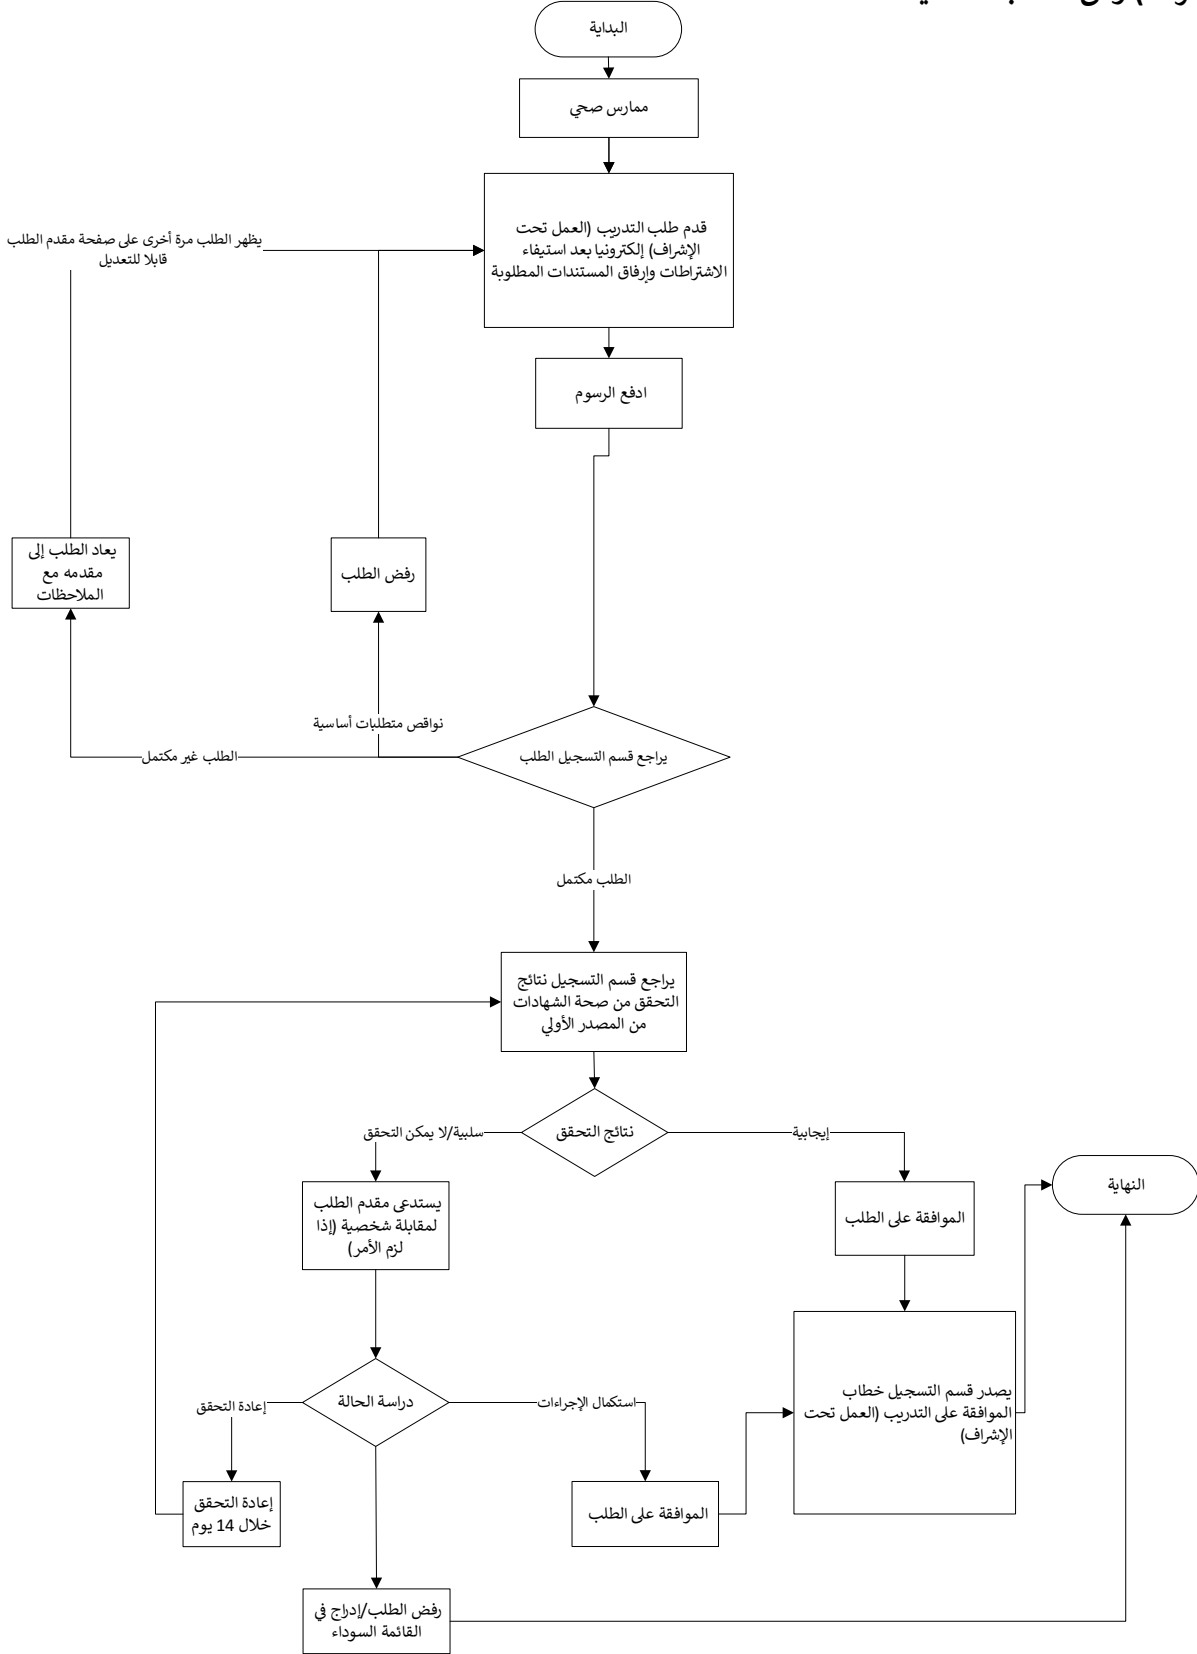 البداية
ممارس صحي
قدم طلب التدريب (العمل تحت
الإشراف) إلكترونيا بعد استيفاء
الاشتراطات وإرفاق المستندات المطلوبة
يظهر الطلب مرة أخرى على صفحة مقدم الطلب
قابلا للتعديل
ادفع الرسوم
رفض الطلب
يعاد الطلب إلى
مقدمه مع
الملاحظات
نواقص متطلبات أساسية
يراجع قسم التسجيل الطلب
الطلب غير مكتمل
الطلب مكتمل
يراجع قسم التسجيل نتائج
التحقق من صحة الشهادات
من المصدر الأولي
إيجابية
نتائج التحقق
سلبية/لا يمكن التحقق
النهاية
الموافقة على الطلب
يستدعى مقدم الطلب
لمقابلة شخصية (إذا
لزم الأمر)
يصدر قسم التسجيل خطاب
الموافقة على التدريب (العمل تحت
الإشراف)
استكمال الإجراءات
دراسة الحالة
إعادة التحقق
الموافقة على الطلب
إعادة التحقق
خلال 14 يوم
رفض الطلب/إدراج في
القائمة السوداء